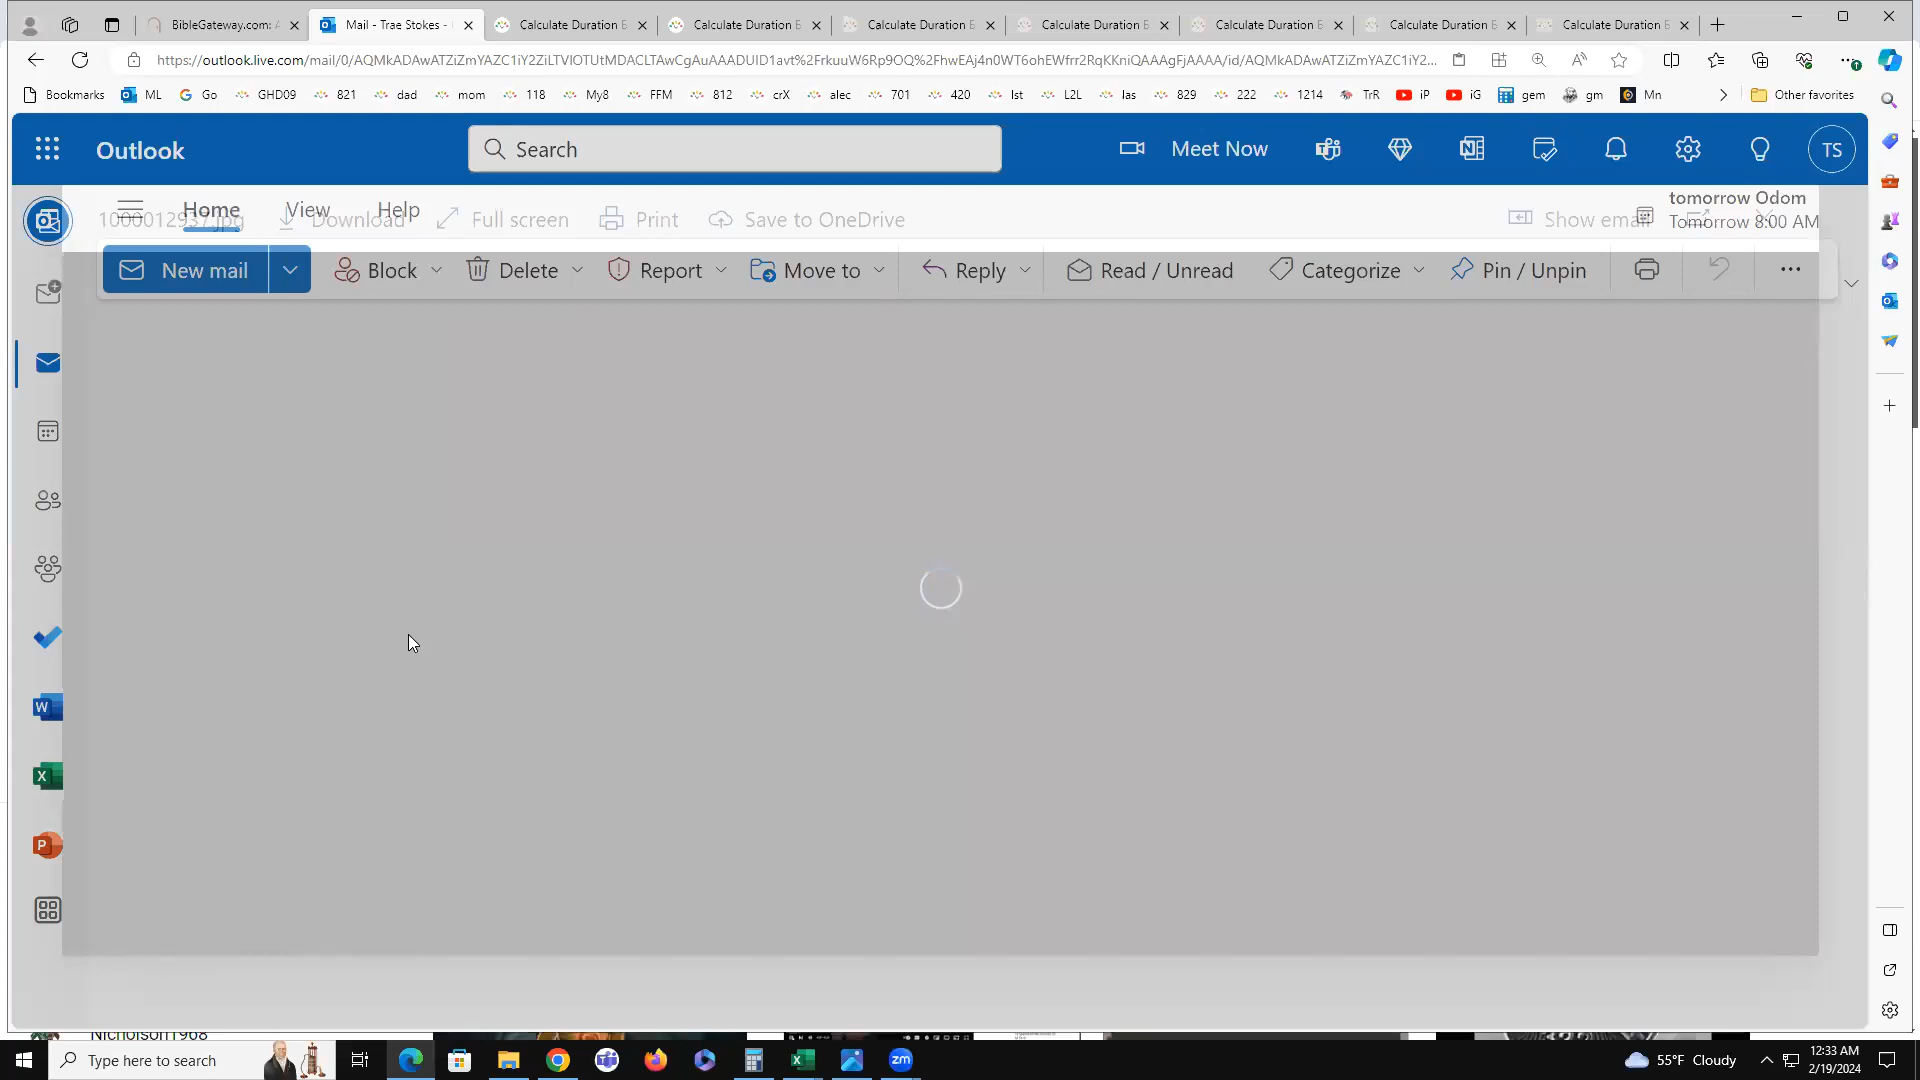 BibleGateway.com: A
Mail - Trae Stokes -
Calculate Duration B
Calculate Duration B
Calculate Duration B
Calculate Duration B
Calculate Duration B
Calculate Duration B
Calculate Duration B
https://outlook.live.com/mail/0/AQMkADAwATZiZmYAZC1iY2ZiLTVlOTUtMDACLTAwCgAuAAADUID1avt%2FrkuuW6Rp9OQ%2FhwEAj4n0WT6ohEWfrr2RqKKniQAAAgFjAAAA/id/AQMkADAwATZiZmYAZC1iY2...
Bookmarks ML Go GHD09 821 dad mom 118 My8 FFM 812 crX alec 701 420 lst L2L las 829 222 1214 TrR iP iG gem gm Mn Other favorites
Outlook Search Meet Now TS
Home View Help
1000012937.jpg Download Full screen Print Save to OneDrive Show email
tomorrow Odom
Tomorrow 8:00 AM
New mail Block Delete Report Move to Reply Read / Unread Categorize Pin / Unpin
Nicholson1968
Type here to search
55°F Cloudy
12:33 AM
2/19/2024